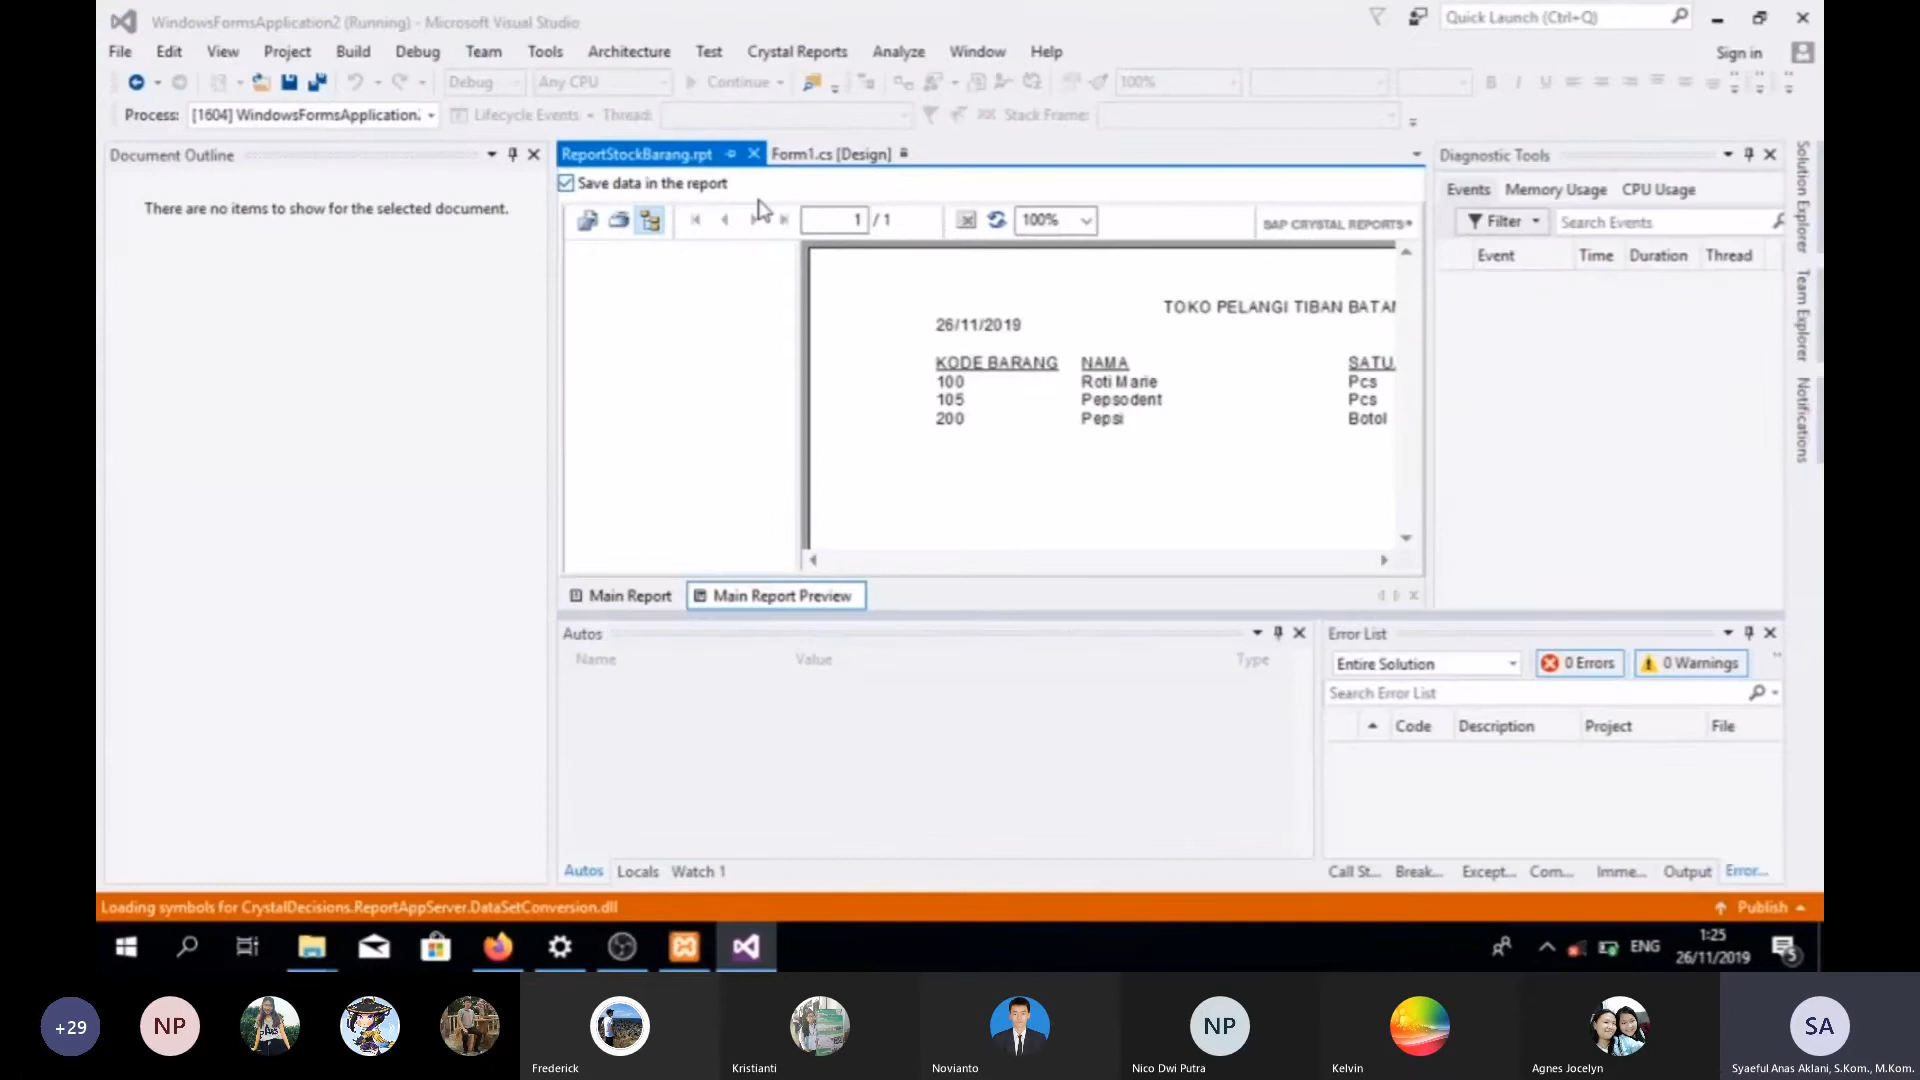 WindowsFormsApplication2 (Running) - Microsoft Visual Studio
Quick Launch (Ctrl+Q)
File Edit View Project Build Debug Team Tools Architecture Test Crystal Reports Analyze Window Help
Sign in
Debug Any CPU Continue 100%
Process: [1604] WindowsFormsApplication. Lifecycle Events Thread: Stack Frame:
Document Outline
There are no items to show for the selected document.
ReportStockBarang.rpt Form1.cs [Design]
Save data in the report
1 / 1 100%
SAP CRYSTAL REPORTS
TOKO PELANGI TIBAN BATAM
26/11/2019
KODE BARANG NAMA SATU
100 Roti Marie Pcs
105 Pepsodent Pcs
200 Pepsi Botol
Main Report Main Report Preview
Diagnostic Tools
Events Memory Usage CPU Usage
Filter Search Events
Event Time Duration Thread
Solution Explorer
Team Explorer
Notifications
Autos
Name Value Type
Autos Locals Watch 1
Error List
Entire Solution 0 Errors 0 Warnings
Search Error List
Code Description Project File
Call St... Break... Except... Com... Imme... Output Error...
Loading symbols for CrystalDecisions.ReportAppServer.DataSetConversion.dll
Publish
ENG
1:25
26/11/2019
5
+29
NP
NP
SA
Frederick Kristianti Novianto Nico Dwi Putra Kelvin Agnes Jocelyn Syaeful Anas Aklani, S.Kom., M.Kom.